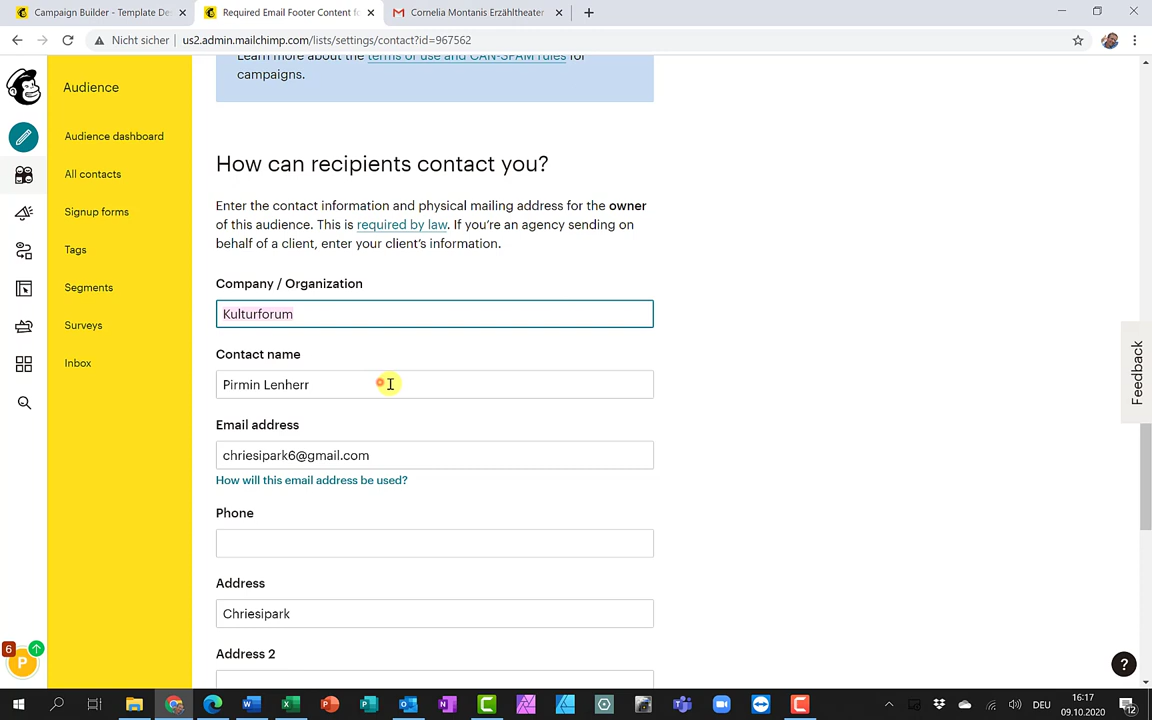 Campaign Builder - Template De
Required Email Footer Content fo
Cornelia Montanis Erzähltheater
Nicht sicher
us2.admin.mailchimp.com/lists/settings/contact?id=967562
Audience
Audience dashboard
All contacts
Signup forms
Tags
Segments
Surveys
Inbox
Learn more about the terms of use and CAN-SPAM rules for
campaigns.
How can recipients contact you?
Enter the contact information and physical mailing address for the owner
of this audience. This is required by law. If you're an agency sending on
behalf of a client, enter your client's information.
Company / Organization
Kulturforum
Contact name
Pirmin Lenherr
Email address
chriesipark6@gmail.com
How will this email address be used?
Phone
Address
Chriesipark
Address 2
Feedback
6
P
?
DEU
16:17
09.10.2020
12